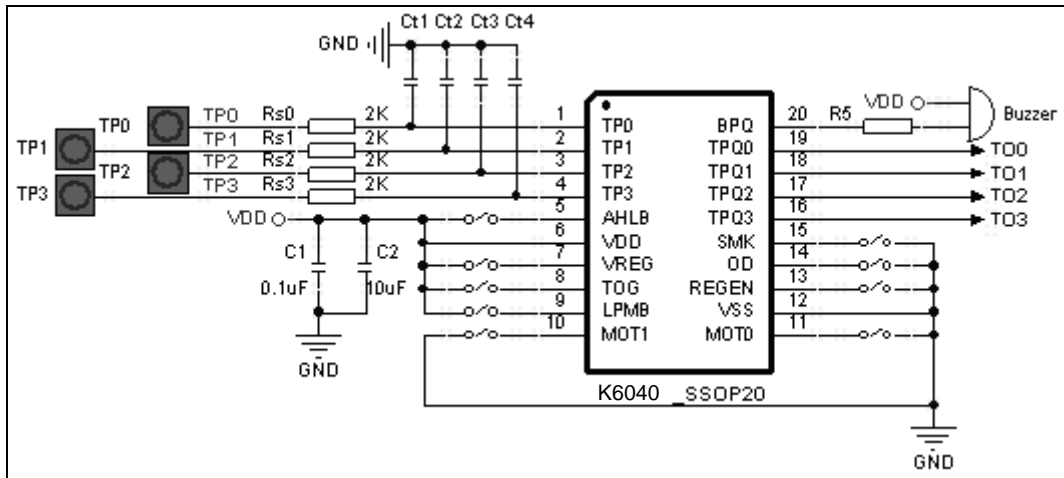 Ct1 Ct2 Ct3 Ct4
GND
TP0 TP0 Rs0 2K 1 TP0 BPQ 20 R5 VDD Buzzer
TP1 TP1 Rs1 2K 2 TP1 TPQ0 19 TO0
TP2 TP2 Rs2 2K 3 TP2 TPQ1 18 TO1
TP3 TP3 Rs3 2K 4 TP3 TPQ2 17 TO2
VDD 5 AHLB TPQ3 16 TO3
6 VDD SMK 15
C1 C2 7 VREG OD 14
0.1uF 10uF 8 TOG REGEN 13
9 LPMB VSS 12
10 MOT1 MOT0 11
GND
K6040 _SSOP20
GND